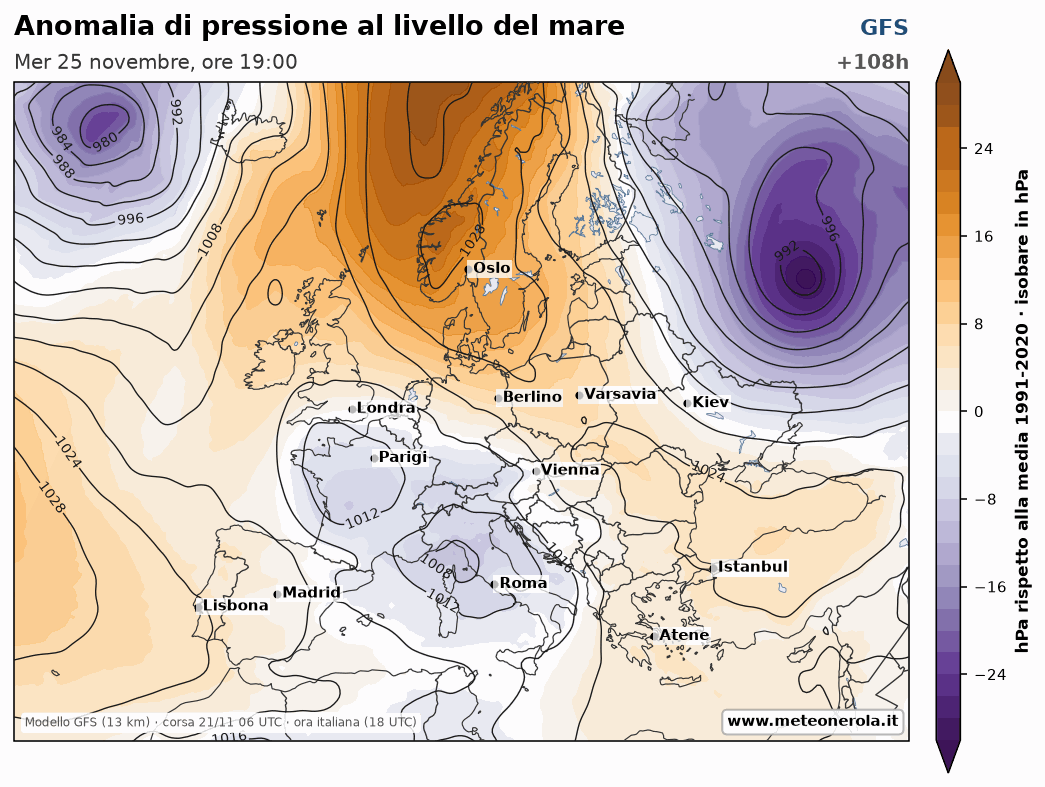 Anomalia di pressione al livello del mare
GFS
Mer 25 novembre, ore 19:00
+108h
992
984
980
988
996
1008
1028
Oslo
996
992
24
16
8
0
−8
−16
−24
hPa rispetto alla media 1991-2020 · isobare in hPa
Berlino
Varsavia
Kiev
Londra
1024
Parigi
Vienna
1024
1028
1012
1016
1008
Istanbul
Roma
Madrid
1012
Lisbona
Atene
Modello GFS (13 km) · corsa 21/11 06 UTC · ora italiana (18 UTC)
www.meteonerola.it
1016